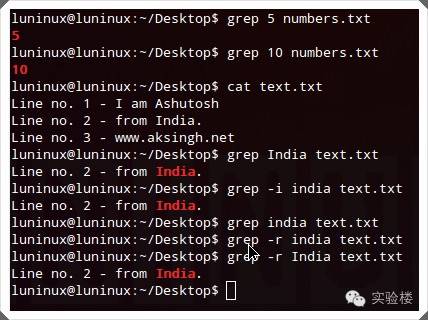 luninux@luninux:~/Desktop$ grep 5 numbers.txt
5
luninux@luninux:~/Desktop$ grep 10 numbers.txt
10
luninux@luninux:~/Desktop$ cat text.txt
Line no. 1 - I am Ashutosh
Line no. 2 - from India.
Line no. 3 - www.aksingh.net
luninux@luninux:~/Desktop$ grep India text.txt
Line no. 2 - from India.
luninux@luninux:~/Desktop$ grep -i india text.txt
Line no. 2 - from India.
luninux@luninux:~/Desktop$ grep india text.txt
luninux@luninux:~/Desktop$ grep -r india text.txt
luninux@luninux:~/Desktop$ grep -r India text.txt
Line no. 2 - from India.
luninux@luninux:~/Desktop$
实验楼